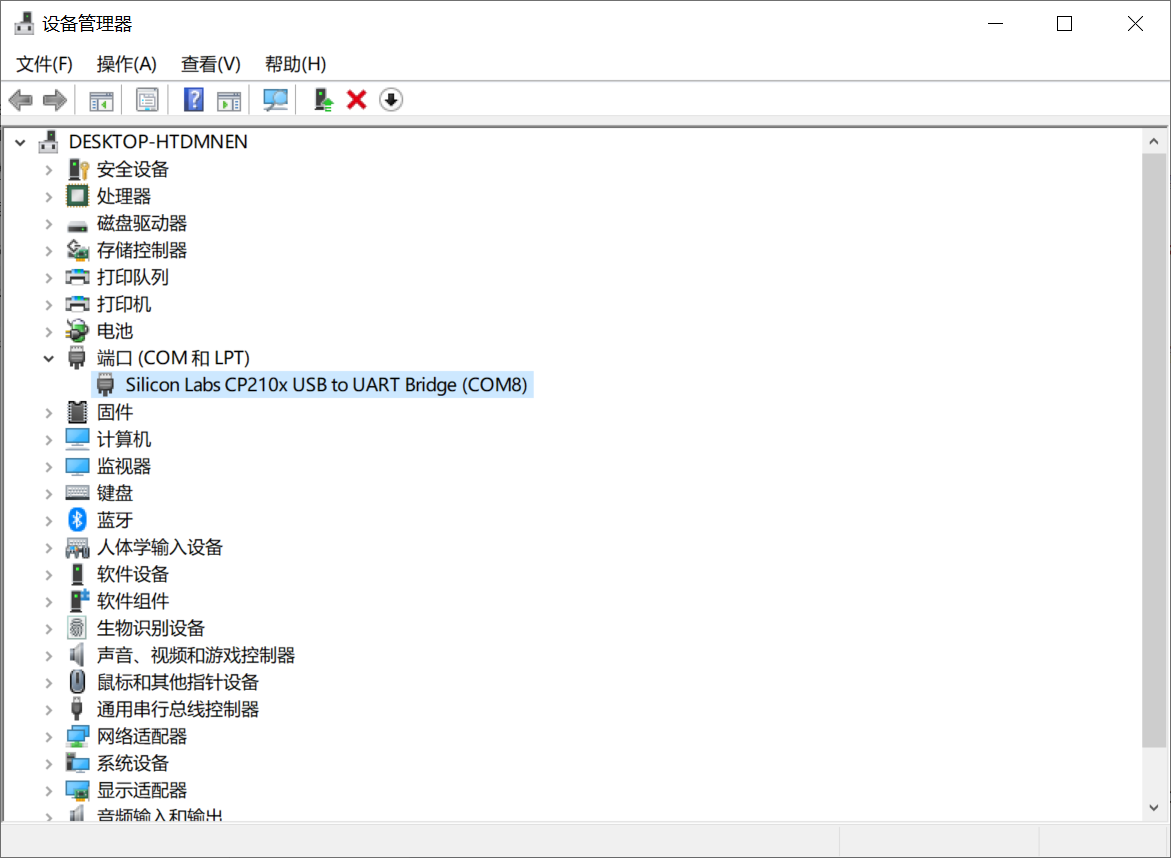 设备管理器
文件(F) 操作(A) 查看(V) 帮助(H)
DESKTOP-HTDMNEN
安全设备
处理器
磁盘驱动器
存储控制器
打印队列
打印机
电池
端口 (COM 和 LPT)
Silicon Labs CP210x USB to UART Bridge (COM8)
固件
计算机
监视器
键盘
蓝牙
人体学输入设备
软件设备
软件组件
生物识别设备
声音、视频和游戏控制器
鼠标和其他指针设备
通用串行总线控制器
网络适配器
系统设备
显示适配器
音频输入和输出